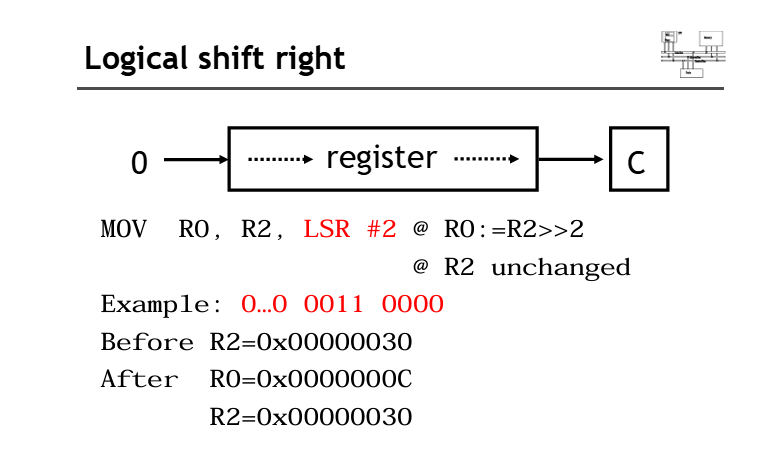 Logical shift right
0 register C
MOV R0, R2, LSR #2 @ R0:=R2>>2
@ R2 unchanged
Example: 0…0 0011 0000
Before R2=0x00000030
After R0=0x0000000C
R2=0x00000030